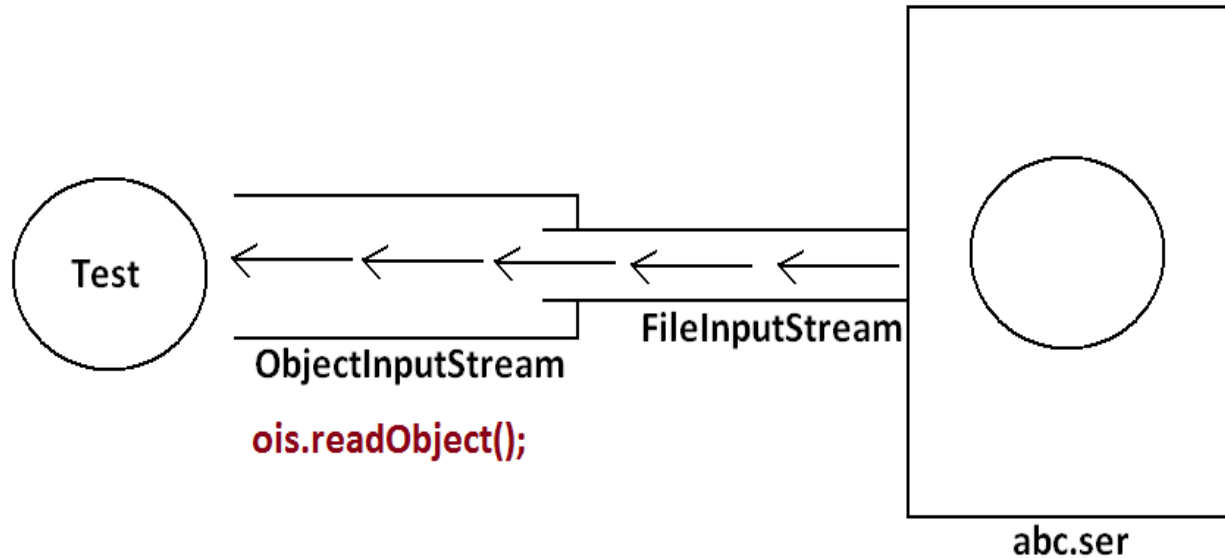 Test
FileInputStream
ObjectInputStream
ois.readObject();
abc.ser